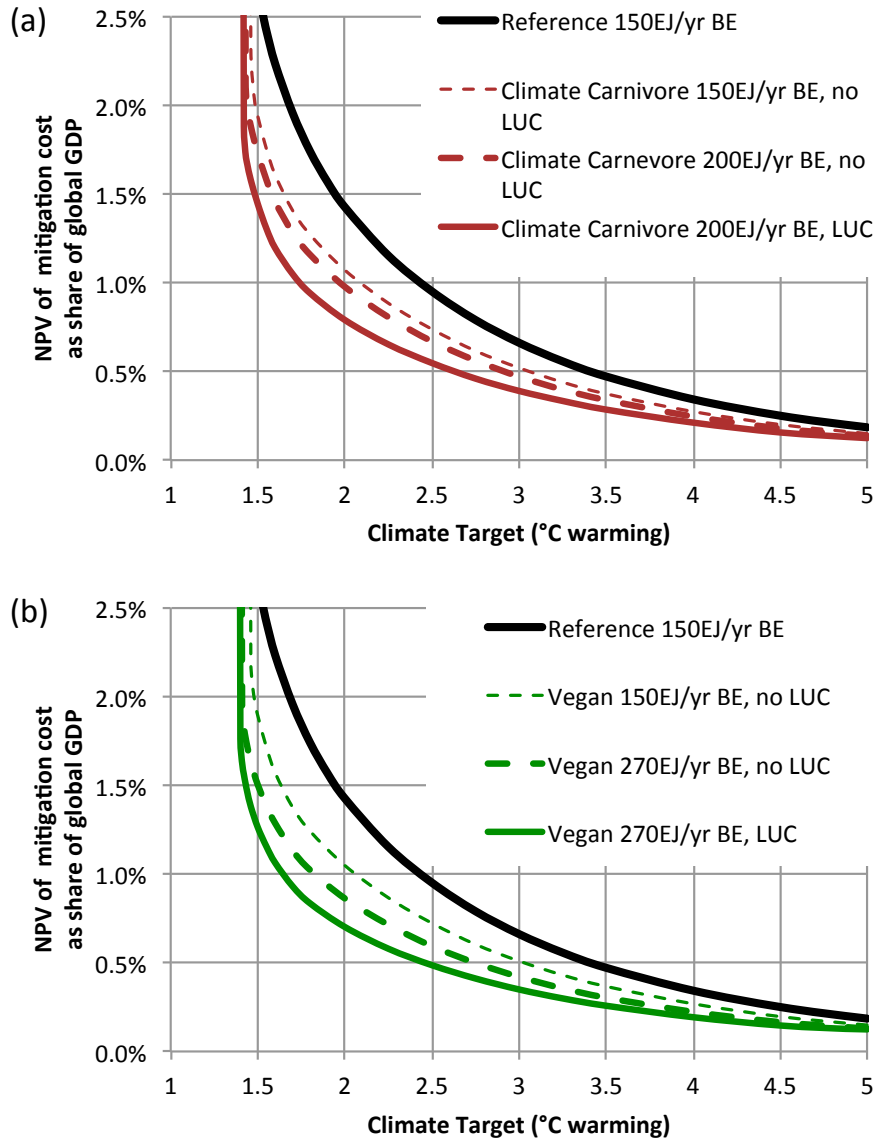 (a)
2.5%
2.0%
1.5%
1.0%
0.5%
0.0%
NPV of mitigation cost
as share of global GDP
Reference 150EJ/yr BE
Climate Carnivore 150EJ/yr BE, no
LUC
Climate Carnevore 200EJ/yr BE, no
LUC
Climate Carnivore 200EJ/yr BE, LUC
1 1.5 2 2.5 3 3.5 4 4.5 5
Climate Target (°C warming)
(b)
2.5%
2.0%
1.5%
1.0%
0.5%
0.0%
NPV of mitigation cost
as share of global GDP
Reference 150EJ/yr BE
Vegan 150EJ/yr BE, no LUC
Vegan 270EJ/yr BE, no LUC
Vegan 270EJ/yr BE, LUC
1 1.5 2 2.5 3 3.5 4 4.5 5
Climate Target (°C warming)